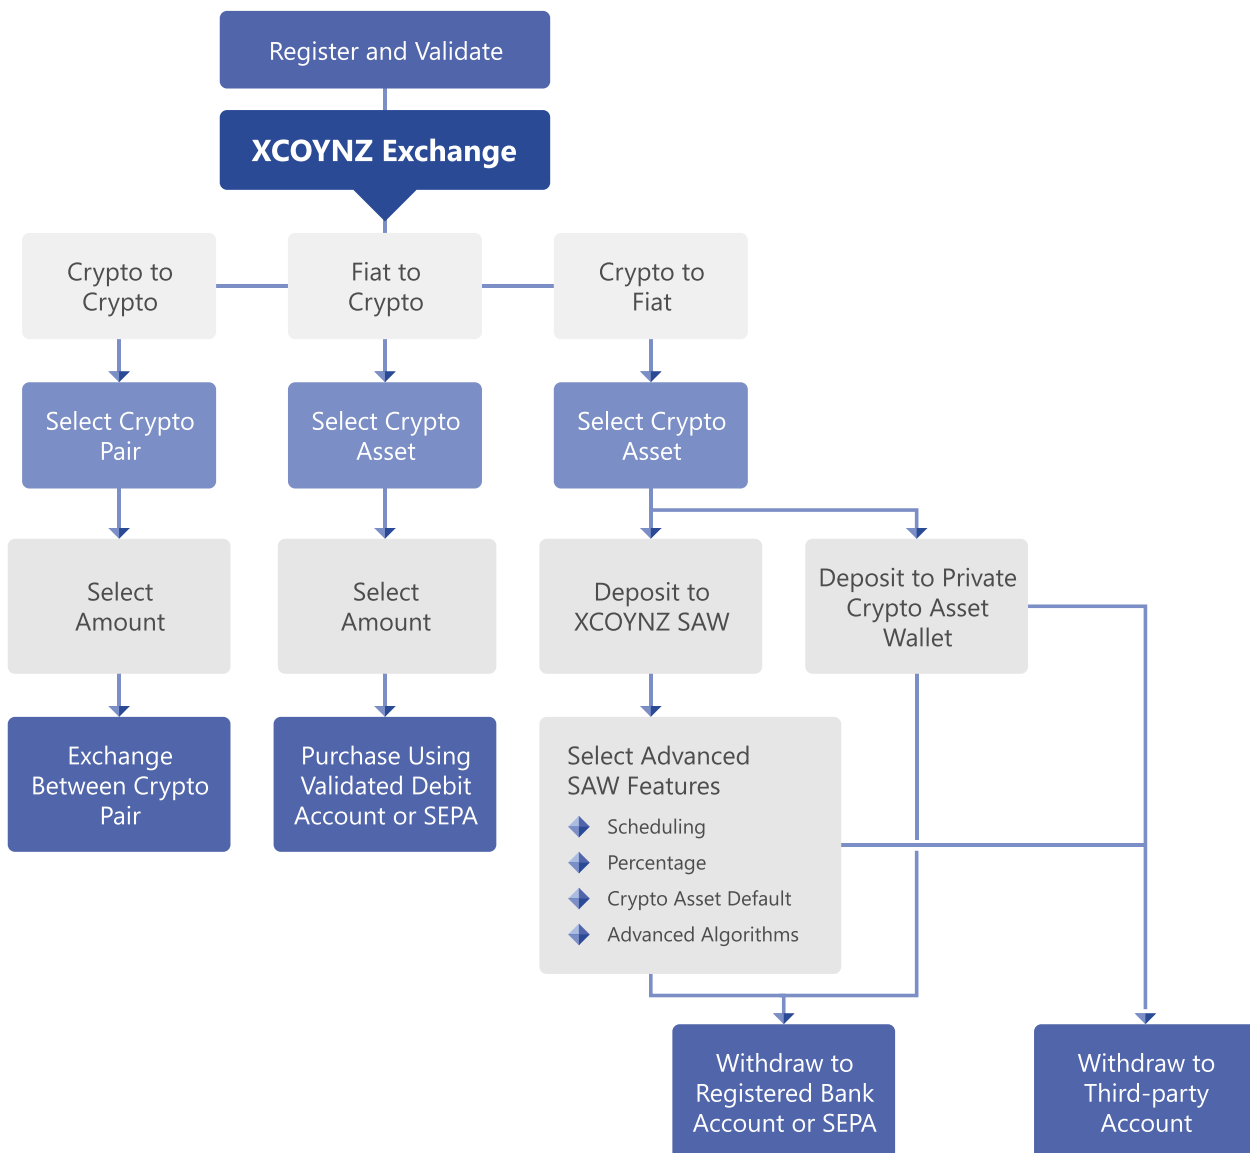 Register and Validate
XCOYNZ Exchange
Crypto to
Crypto
Fiat to
Crypto
Crypto to
Fiat
Select Crypto
Pair
Select Crypto
Asset
Select Crypto
Asset
Select
Amount
Select
Amount
Deposit to
XCOYNZ SAW
Deposit to Private
Crypto Asset
Wallet
Exchange
Between Crypto
Pair
Purchase Using
Validated Debit
Account or SEPA
Select Advanced
SAW Features
Scheduling
Percentage
Crypto Asset Default
Advanced Algorithms
Withdraw to
Registered Bank
Account or SEPA
Withdraw to
Third-party
Account